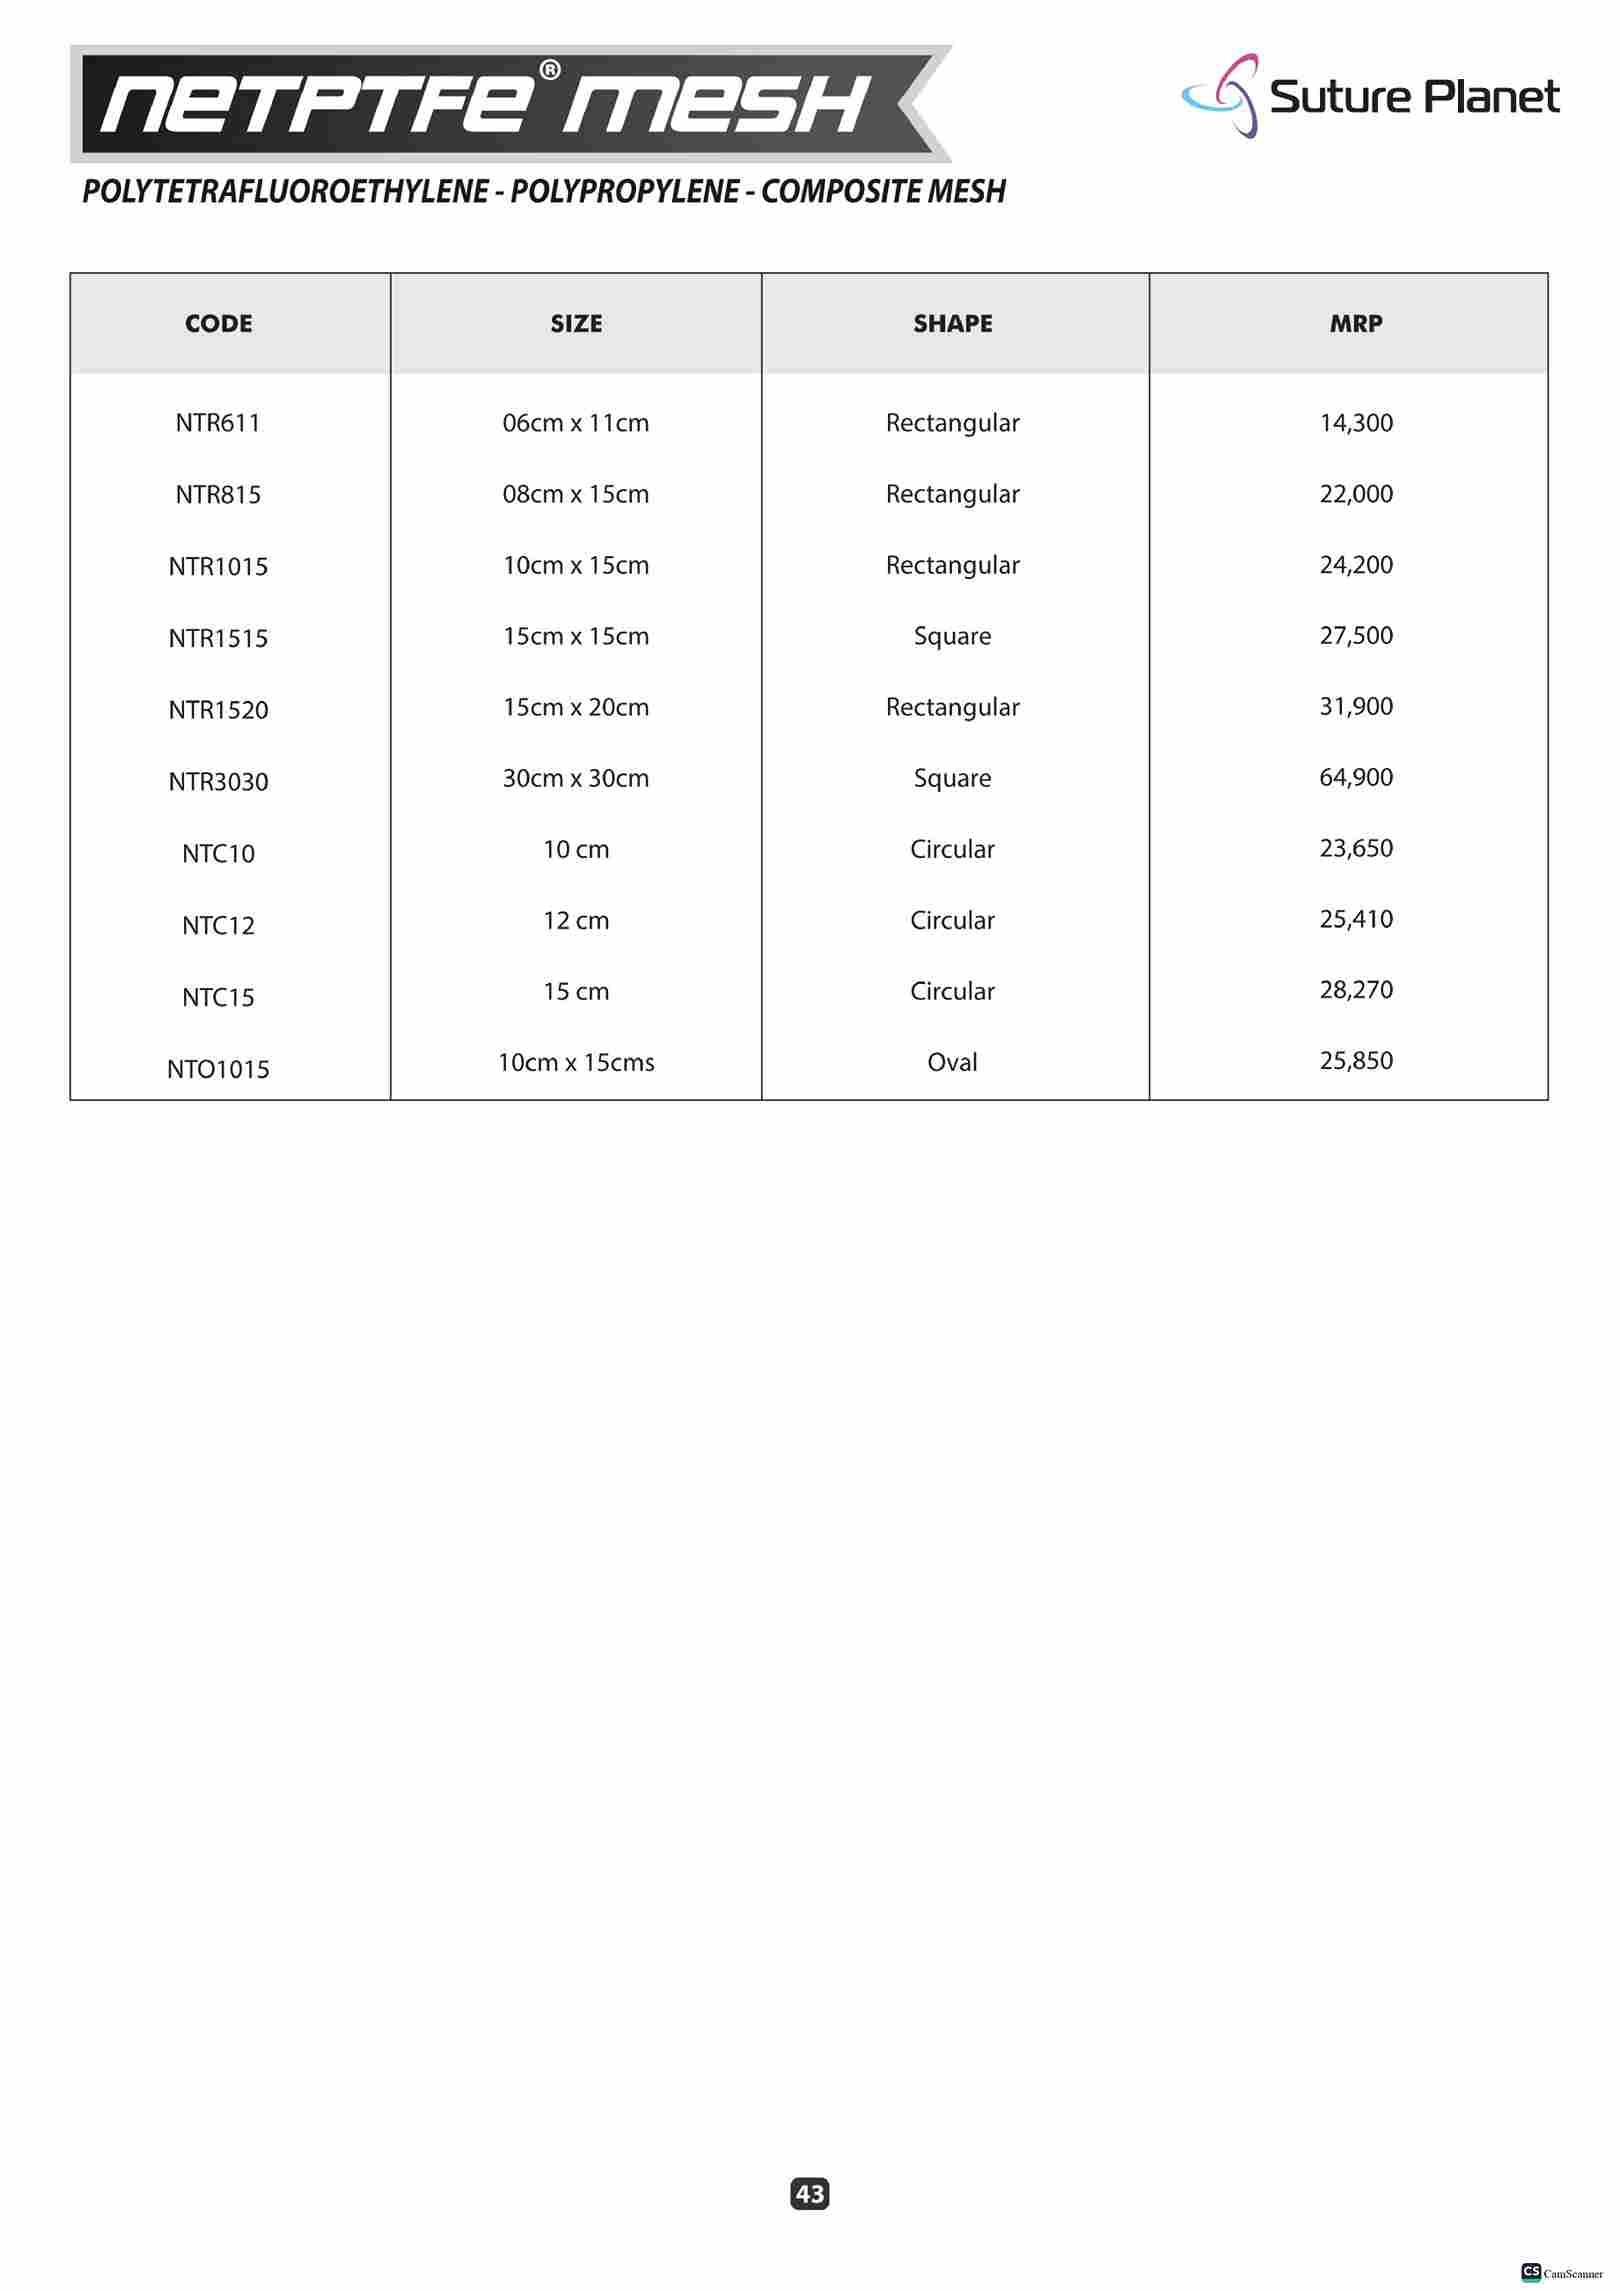 NETPTFE® MESH
Suture Planet
POLYTETRAFLUOROETHYLENE - POLYPROPYLENE - COMPOSITE MESH
CODE SIZE SHAPE MRP
NTR611 06cm x 11cm Rectangular 14,300
NTR815 08cm x 15cm Rectangular 22,000
NTR1015 10cm x 15cm Rectangular 24,200
NTR1515 15cm x 15cm Square 27,500
NTR1520 15cm x 20cm Rectangular 31,900
NTR3030 30cm x 30cm Square 64,900
NTC10 10 cm Circular 23,650
NTC12 12 cm Circular 25,410
NTC15 15 cm Circular 28,270
NTO1015 10cm x 15cms Oval 25,850
43
CS CamScanner